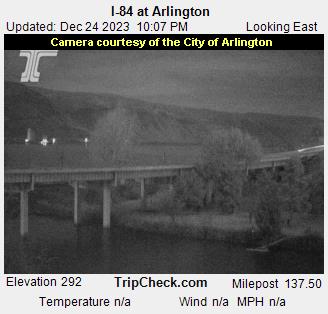 I-84 at Arlington
Updated: Dec 24 2023 10:07 PM Looking East
Camera courtesy of the City of Arlington
Elevation 292 TripCheck.com Milepost 137.50
Temperature n/a Wind n/a MPH n/a